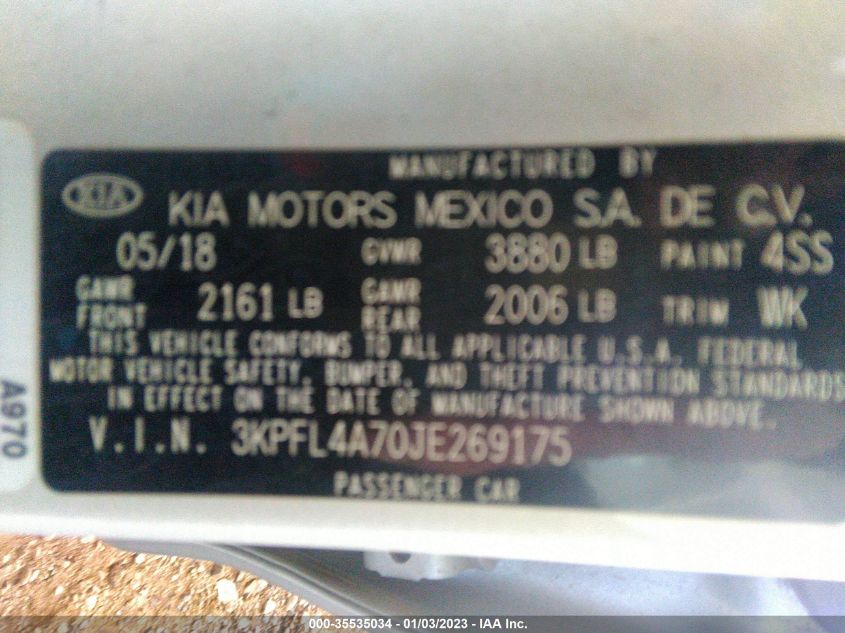 MANUFACTURED BY
KIA KIA MOTORS MEXICO S.A. DE C.V.
05/18 GVWR 3880 LB PAINT 4SS
GAWR FRONT 2161 LB GAWR REAR 2006 LB TRIM WK
THIS VEHICLE CONFORMS TO ALL APPLICABLE U.S.A. FEDERAL
MOTOR VEHICLE SAFETY, BUMPER, AND THEFT PREVENTION STANDARDS
IN EFFECT ON THE DATE OF MANUFACTURE SHOWN ABOVE.
V.I.N. 3KPFL4A70JE269175
PASSENGER CAR
A970
000-35535034 - 01/03/2023 - IAA Inc.